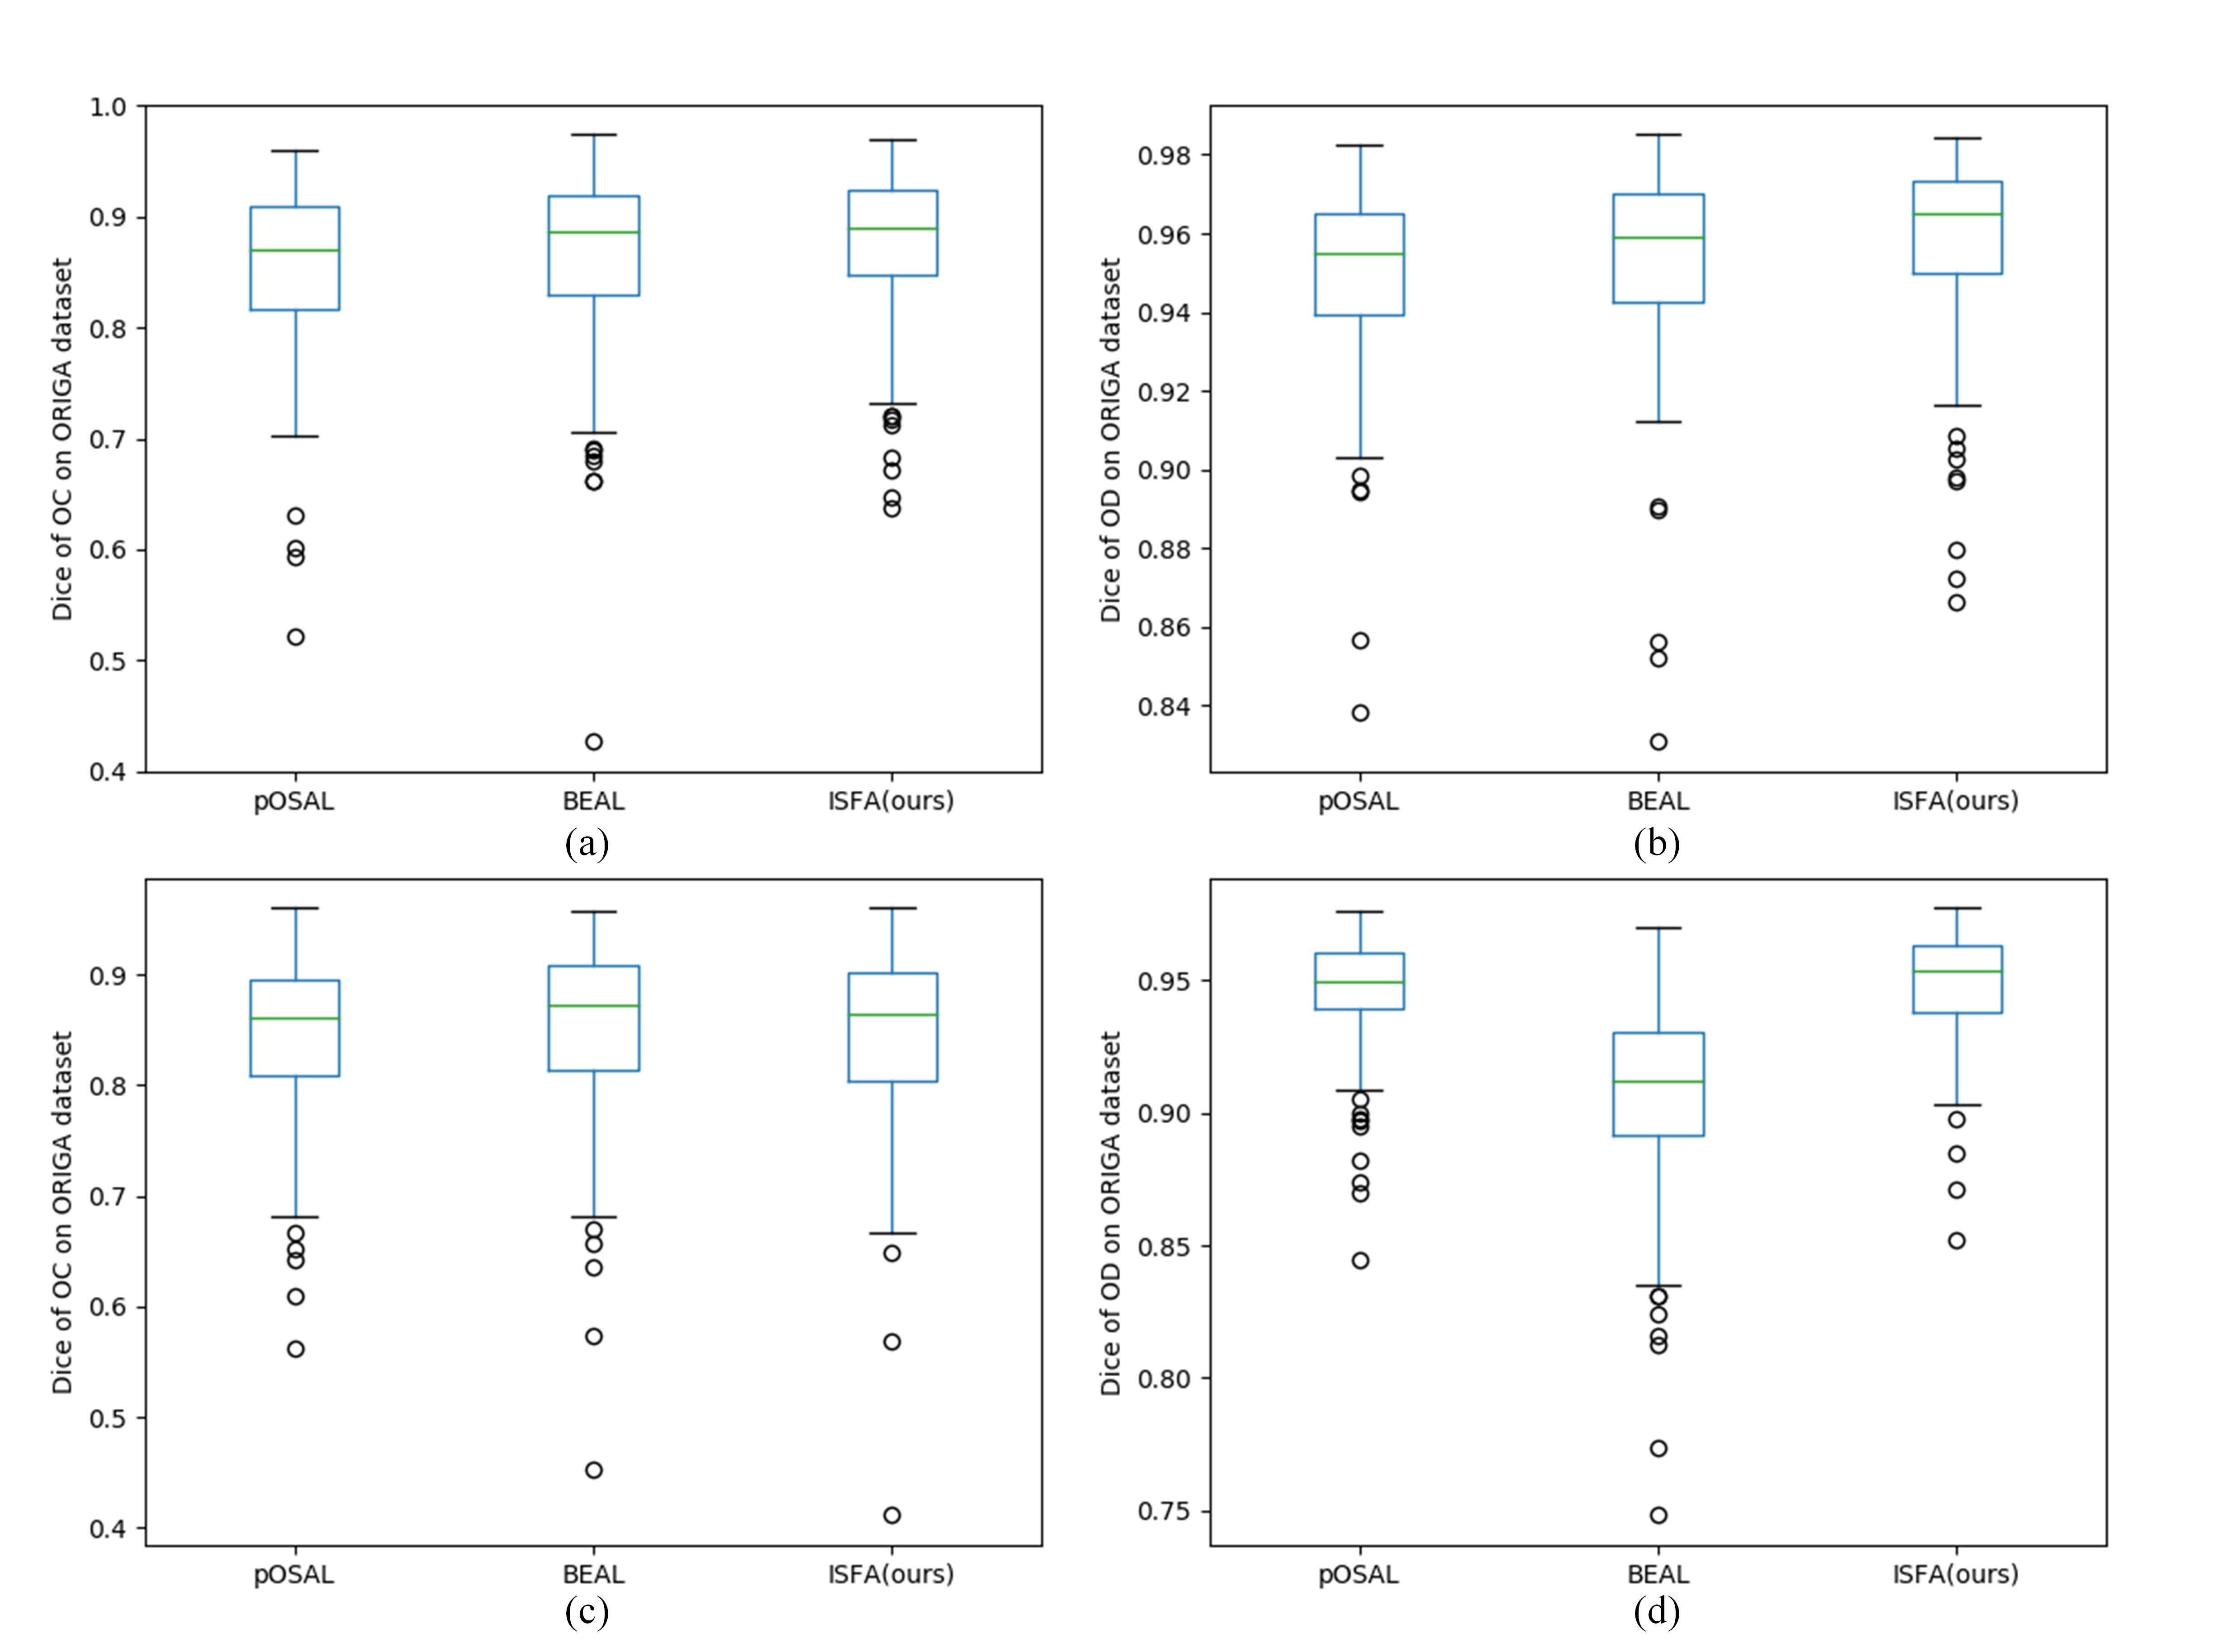 1.0
0.9
0.8
0.7
0.6
0.5
0.4
Dice of OC on ORIGA dataset
pOSAL BEAL ISFA(ours)
(a)
0.98
0.96
0.94
0.92
0.90
0.88
0.86
0.84
Dice of OD on ORIGA dataset
pOSAL BEAL ISFA(ours)
(b)
0.9
0.8
0.7
0.6
0.5
0.4
Dice of OC on ORIGA dataset
pOSAL BEAL ISFA(ours)
(c)
0.95
0.90
0.85
0.80
0.75
Dice of OD on ORIGA dataset
pOSAL BEAL ISFA(ours)
(d)